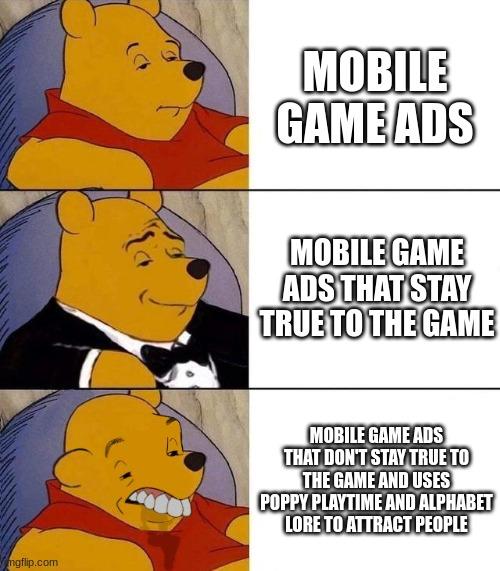 MOBILE
GAME ADS
MOBILE GAME
ADS THAT STAY
TRUE TO THE GAME
MOBILE GAME ADS
THAT DON'T STAY TRUE TO
THE GAME AND USES
POPPY PLAYTIME AND ALPHABET
LORE TO ATTRACT PEOPLE
imgflip.com